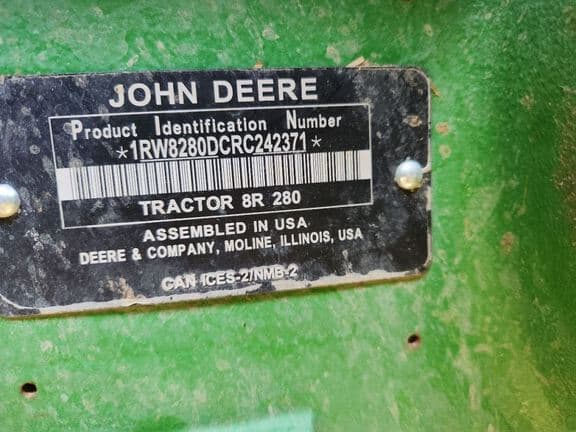 JOHN DEERE
Product Identification Number
*1RW8280DCRC242371*
TRACTOR 8R 280
ASSEMBLED IN USA
DEERE & COMPANY, MOLINE, ILLINOIS, USA
CAN ICES-2/NMB-2